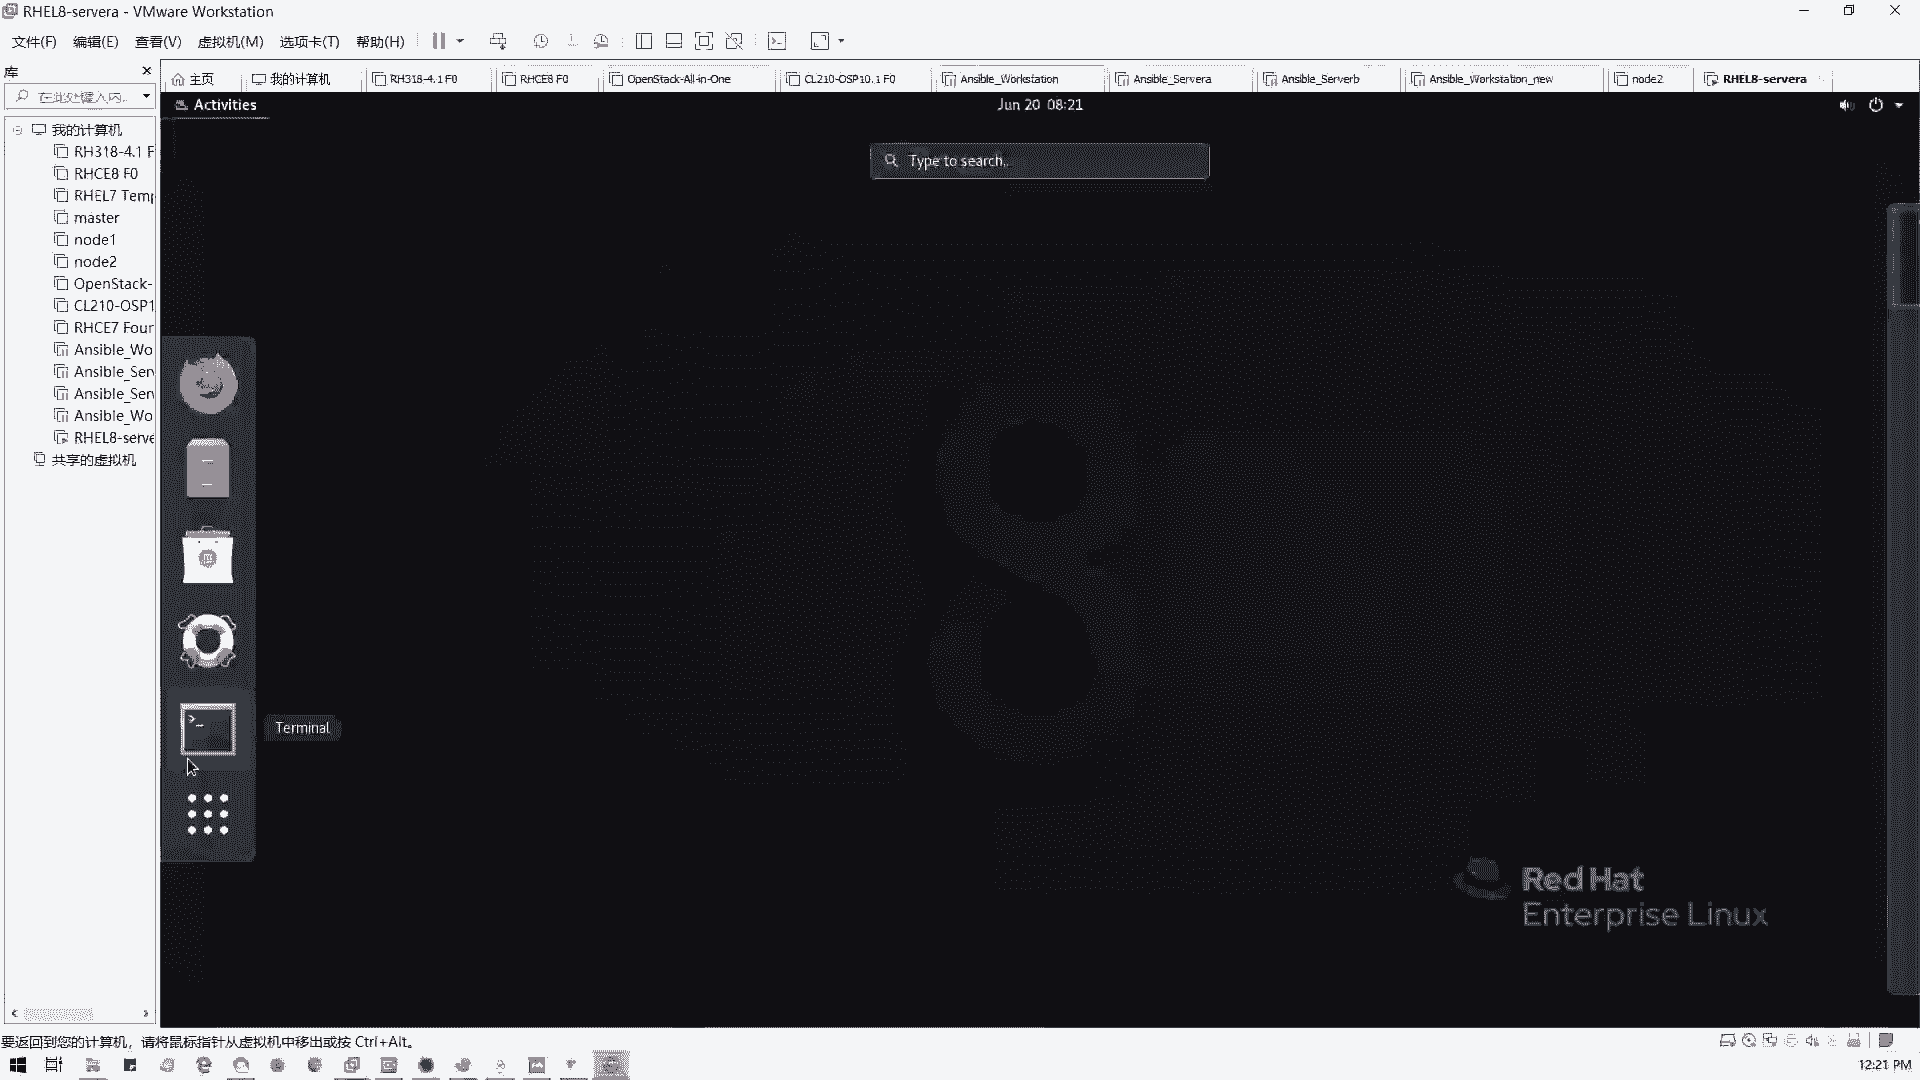 RHEL8-servera - VMware Workstation
文件(F) 编辑(E) 查看(V) 虚拟机(M) 选项卡(T) 帮助(H)
库
主页 我的计算机 RH318-4.1 F0 RHCE8 F0 OpenStack-All-in-One CL210-OSP10.1 F0 Ansible_Workstation Ansible_Servera Ansible_Serverb Ansible_Workstation_new node2 RHEL8-servera
在此处键入内...
Activities
Jun 20 08:21
Type to search...
我的计算机
RH318-4.1 F
RHCE8 F0
RHEL7 Temp
master
node1
node2
OpenStack-
CL210-OSP1
RHCE7 Four
Ansible_Wo
Ansible_Ser
Ansible_Ser
Ansible_Wo
RHEL8-serve
共享的虚拟机
Terminal
8
Red Hat
Enterprise Linux
要返回到您的计算机，请将鼠标指针从虚拟机中移出或按 Ctrl+Alt。
12:21 PM